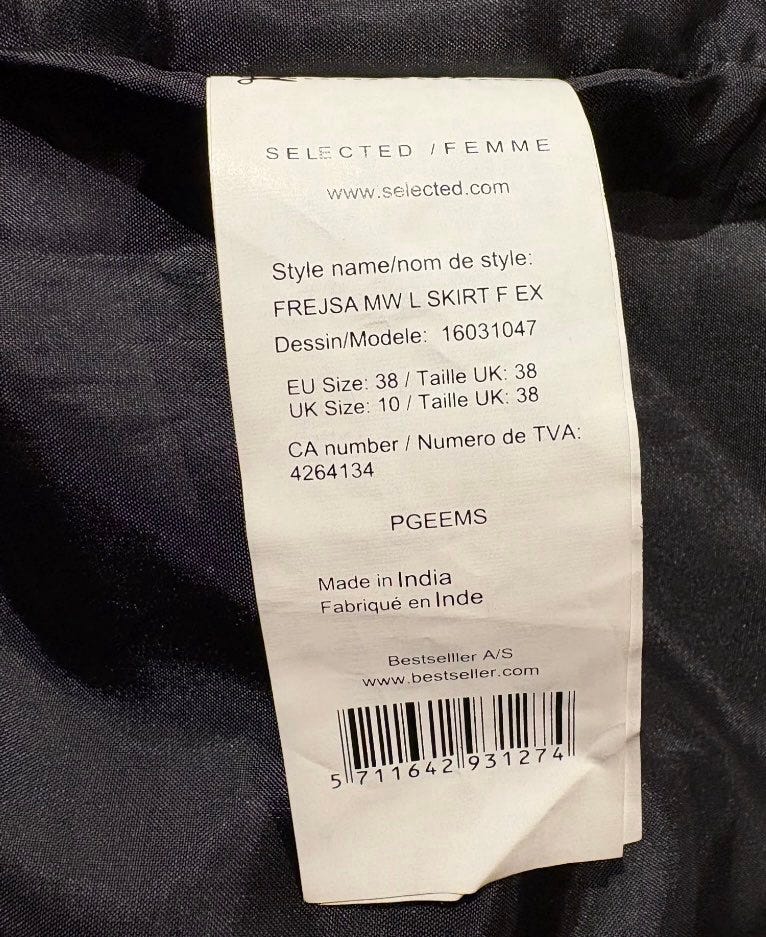 SELECTED / FEMME
www.selected.com
Style name/nom de style:
FREJSA MW L SKIRT F EX
Dessin/Modele: 16031047
EU Size: 38 / Taille UK: 38
UK Size: 10 / Taille UK: 38
CA number / Numero de TVA:
4264134
PGEEMS
Made in India
Fabriqué en Inde
Bestselller A/S
www.bestseller.com
5 711642 931274